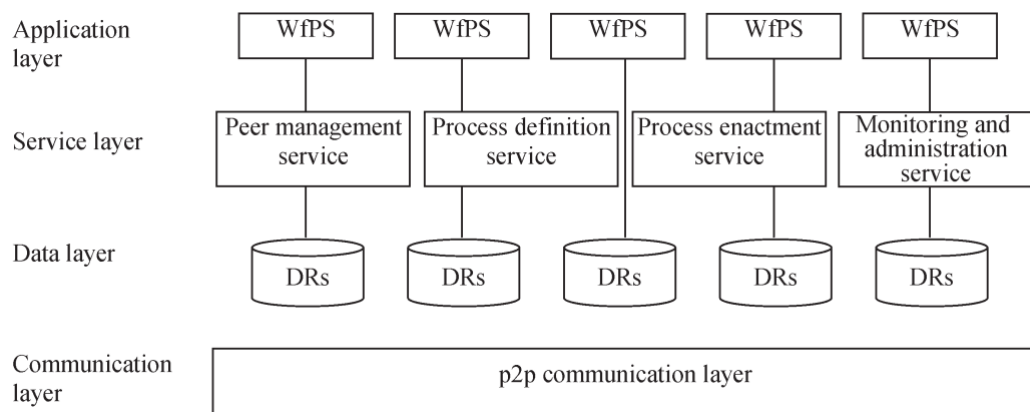 Application
layer
WfPS
WfPS
WfPS
WfPS
WfPS
Service layer
Peer management
service
Process definition
service
Process enactment
service
Monitoring and
administration
service
Data layer
DRs
DRs
DRs
DRs
DRs
Communication
layer
p2p communication layer